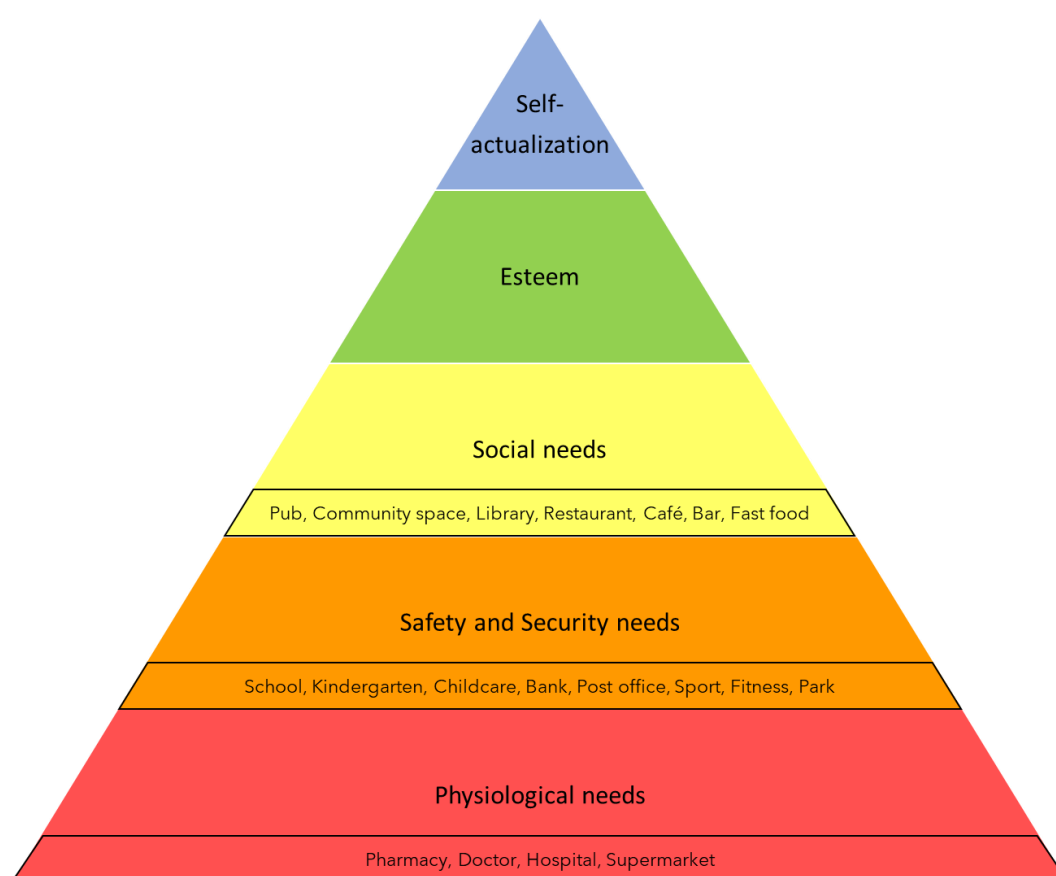 Self-
actualization
Esteem
Social needs
Pub, Community space, Library, Restaurant, Café, Bar, Fast food
Safety and Security needs
School, Kindergarten, Childcare, Bank, Post office, Sport, Fitness, Park
Physiological needs
Pharmacy, Doctor, Hospital, Supermarket